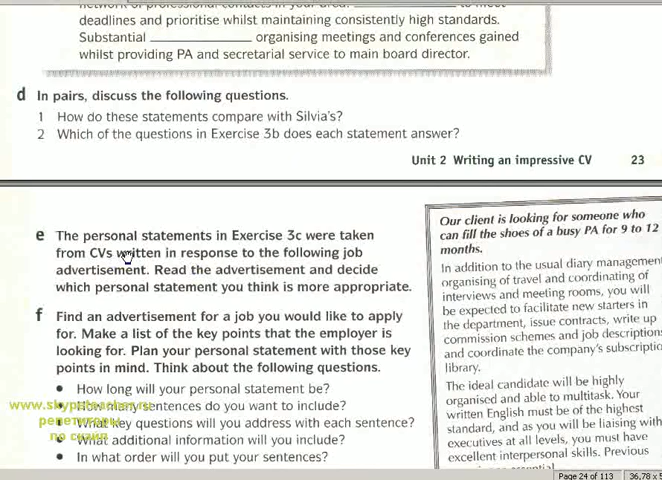 deadlines and prioritise whilst maintaining consistently high standards.
Substantial ____________ organising meetings and conferences gained
whilst providing PA and secretarial service to main board director.
d In pairs, discuss the following questions.
1 How do these statements compare with Silvia's?
2 Which of the questions in Exercise 3b does each statement answer?
Unit 2 Writing an impressive CV 23
e The personal statements in Exercise 3c were taken
from CVs written in response to the following job
advertisement. Read the advertisement and decide
which personal statement you think is more appropriate.
f Find an advertisement for a job you would like to apply
for. Make a list of the key points that the employer is
looking for. Plan your personal statement with those key
points in mind. Think about the following questions.
• How long will your personal statement be?
• How many sentences do you want to include?
• What key questions will you address with each sentence?
• What additional information will you include?
• In what order will you put your sentences?
Our client is looking for someone who
can fill the shoes of a busy PA for 9 to 12
months.
In addition to the usual diary management
organising of travel and coordinating of
interviews and meeting rooms, you will
be expected to facilitate new starters in
the department, issue contracts, write up
commission schemes and job descriptions
and coordinate the company's subscriptio
library.
The ideal candidate will be highly
organised and able to multitask. Your
written English must be of the highest
standard, and as you will be liaising with
executives at all levels, you must have
excellent interpersonal skills. Previous
репетиторы
по скайп
Page 24 of 113
36,78 x